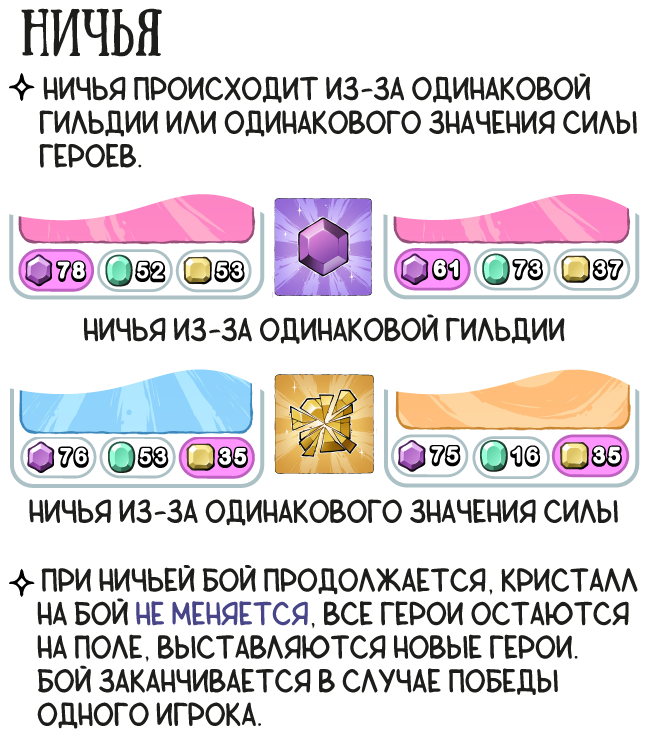 НИЧЬЯ
НИЧЬЯ ПРОИСХОДИТ ИЗ-ЗА ОДИНАКОВОЙ
ГИЛЬДИИ ИЛИ ОДИНАКОВОГО ЗНАЧЕНИЯ СИЛЫ
ГЕРОЕВ.
78 52 53 61 73 37
НИЧЬЯ ИЗ-ЗА ОДИНАКОВОЙ ГИЛЬДИИ
76 53 35 75 16 35
НИЧЬЯ ИЗ-ЗА ОДИНАКОВОГО ЗНАЧЕНИЯ СИЛЫ
ПРИ НИЧЬЕЙ БОЙ ПРОДОЛЖАЕТСЯ, КРИСТАЛЛ
НА БОЙ НЕ МЕНЯЕТСЯ, ВСЕ ГЕРОИ ОСТАЮТСЯ
НА ПОЛЕ, ВЫСТАВЛЯЮТСЯ НОВЫЕ ГЕРОИ.
БОЙ ЗАКАНЧИВАЕТСЯ В СЛУЧАЕ ПОБЕДЫ
ОДНОГО ИГРОКА.